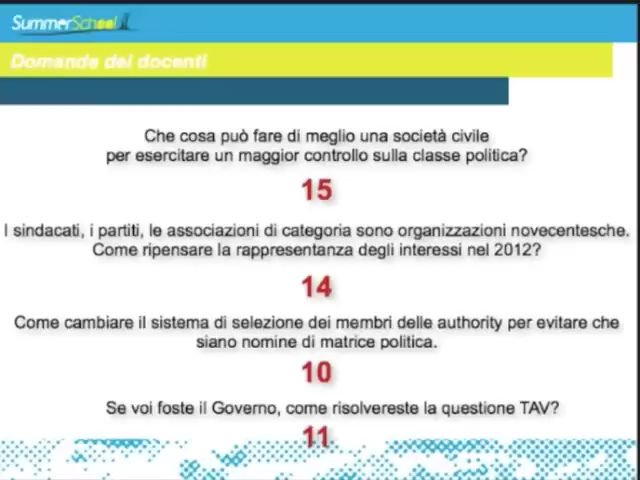 SummerSchool
Domande dei docenti
Che cosa può fare di meglio una società civile
per esercitare un maggior controllo sulla classe politica?
15
I sindacati, i partiti, le associazioni di categoria sono organizzazioni novecentesche.
Come ripensare la rappresentanza degli interessi nel 2012?
14
Come cambiare il sistema di selezione dei membri delle authority per evitare che
siano nomine di matrice politica.
10
Se voi foste il Governo, come risolvereste la questione TAV?
11